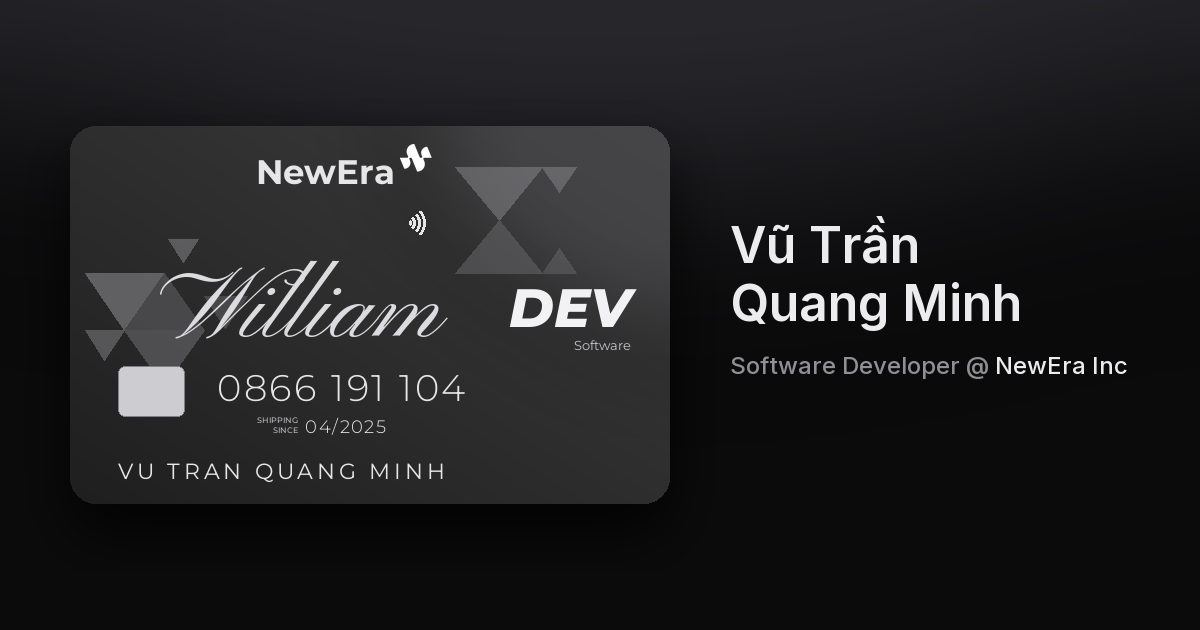 NewEra
William
DEV
Software
0866 191 104
SHIPPING
SINCE 04/2025
VU TRAN QUANG MINH
Vũ Trần
Quang Minh
Software Developer @ NewEra Inc